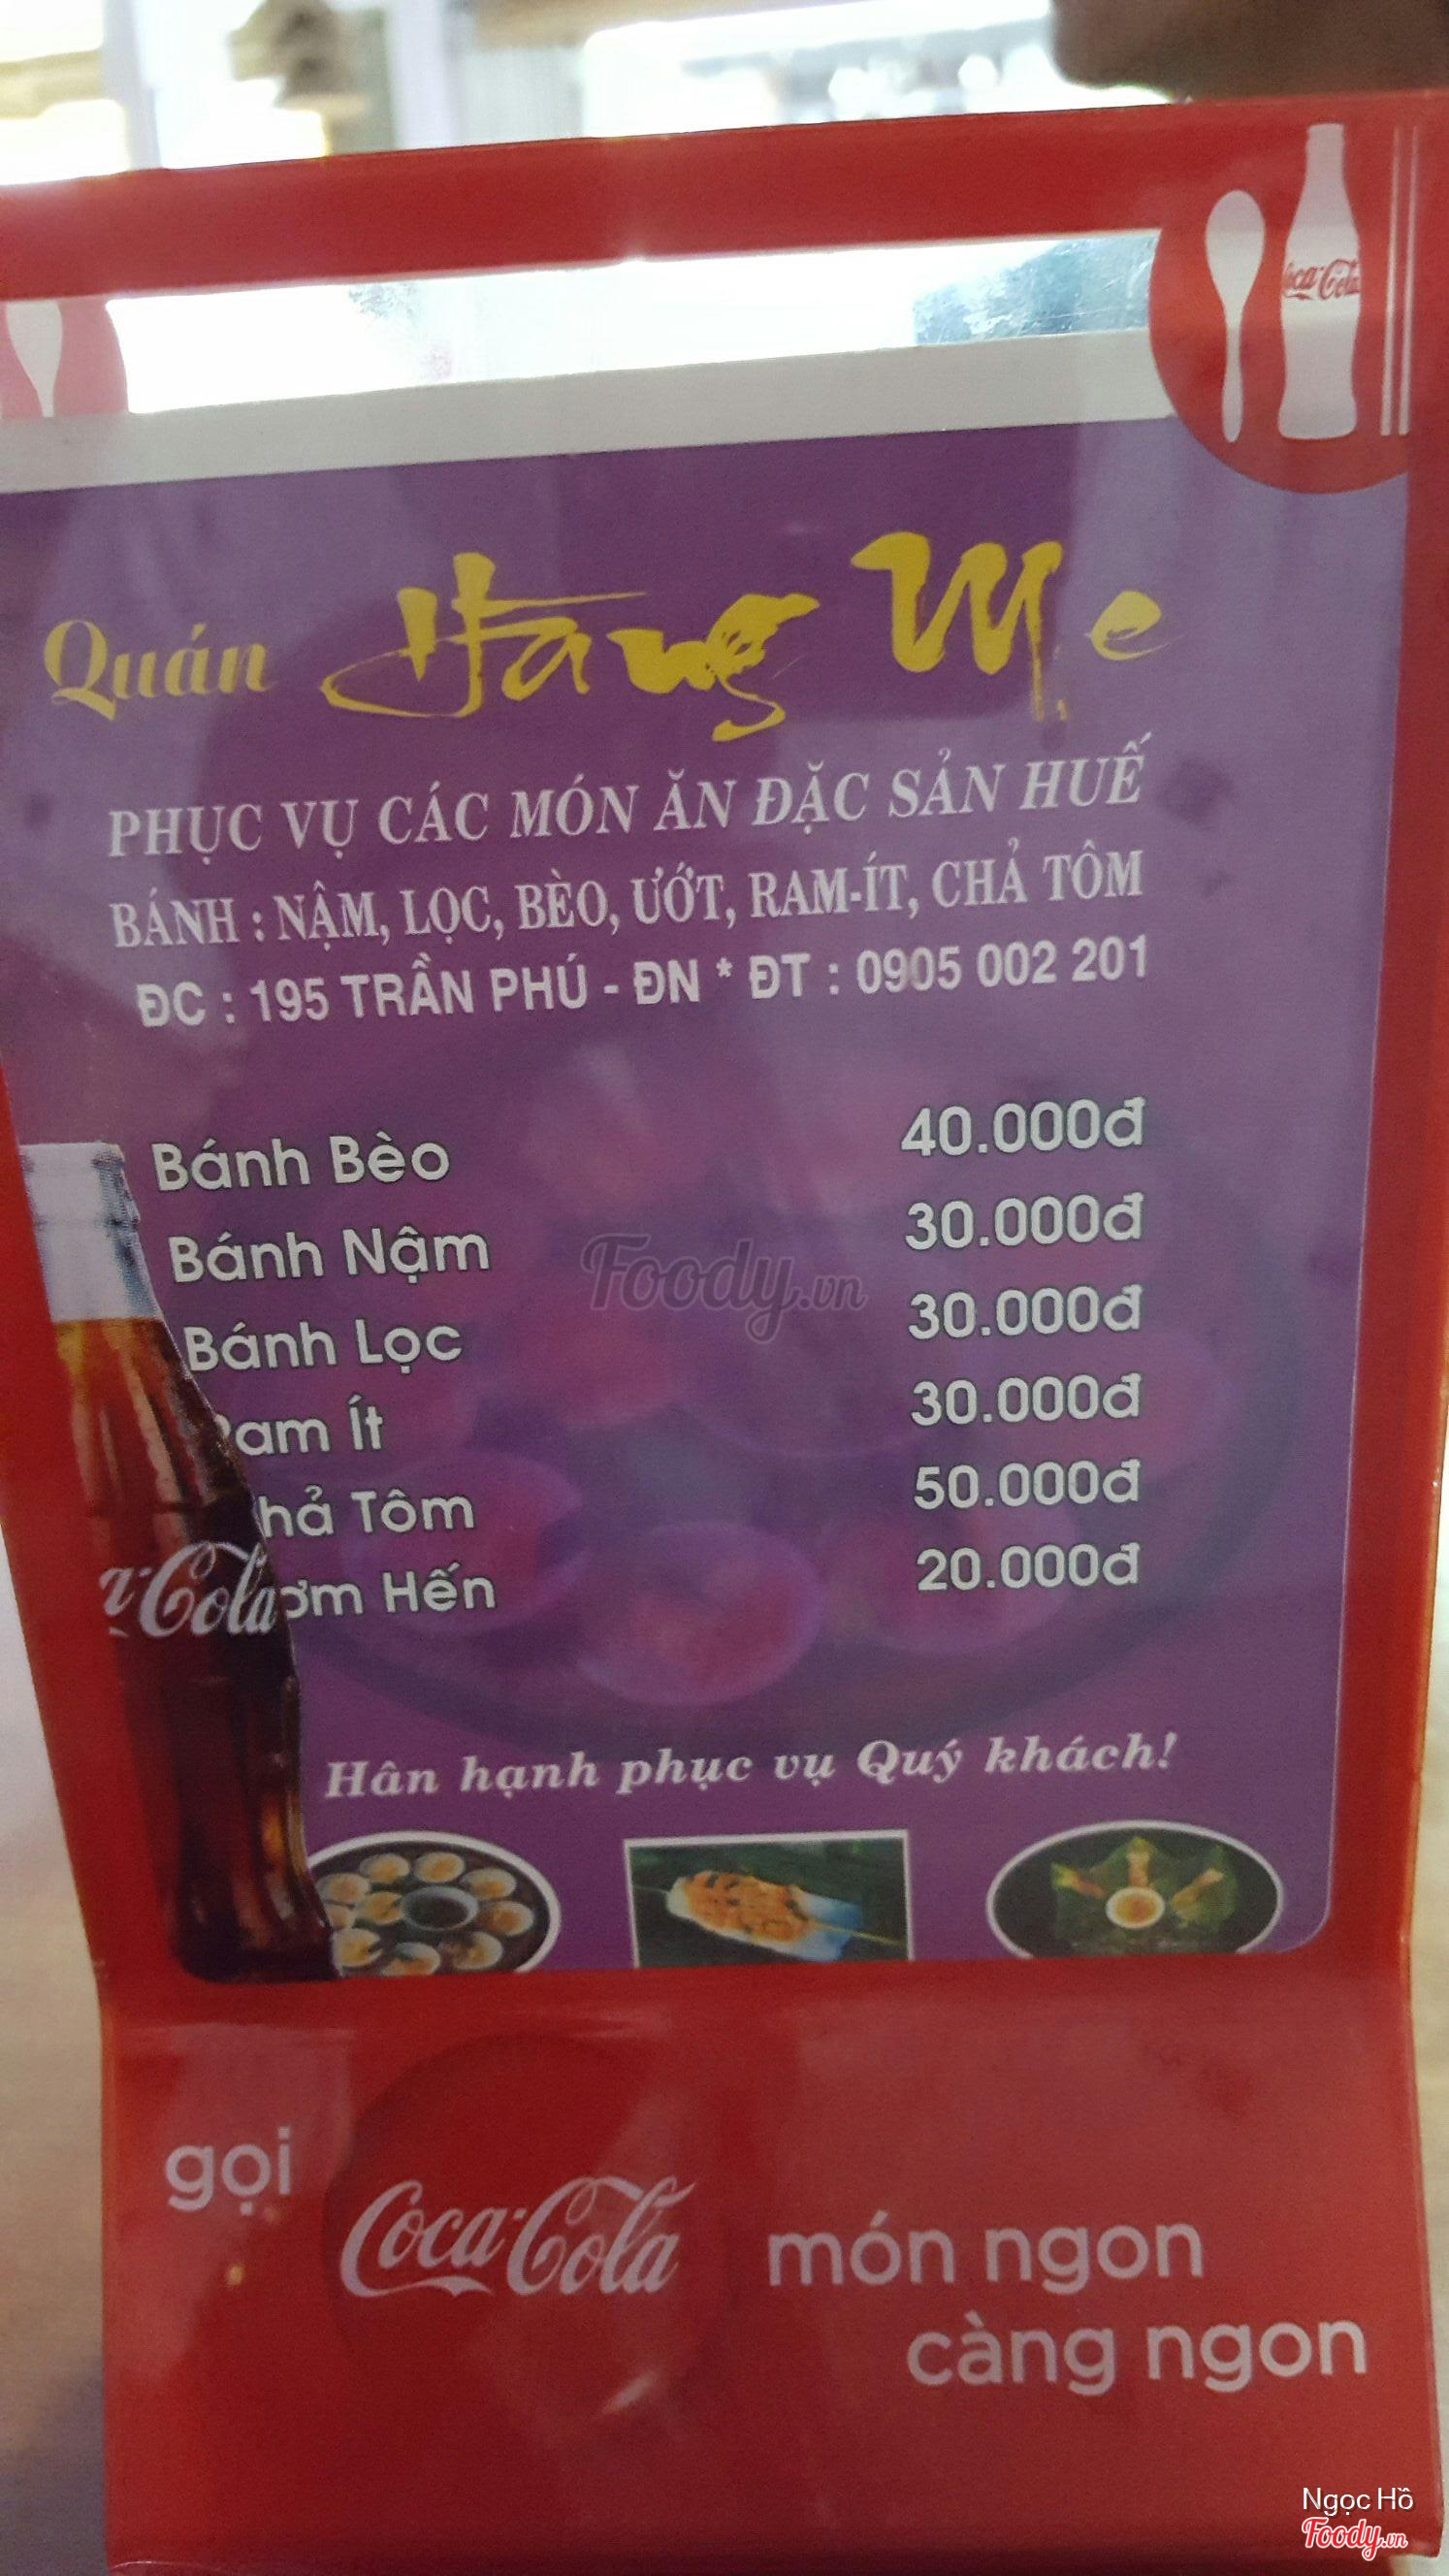 Coca-Cola
Quán Hàng Mẹ
PHỤC VỤ CÁC MÓN ĂN ĐẶC SẢN HUẾ
BÁNH : NẬM, LỌC, BÈO, ƯỚT, RAM-ÍT, CHẢ TÔM
ĐC : 195 TRẦN PHÚ - ĐN * ĐT : 0905 002 201
Bánh Bèo 40.000đ
Bánh Nậm 30.000đ
Foody.vn
Bánh Lọc 30.000đ
am Ít 30.000đ
hả Tôm 50.000đ
ơm Hến 20.000đ
a-Cola
Hân hạnh phục vụ Quý khách!
gọi
Coca-Cola món ngon
càng ngon
Ngọc Hồ
Foody.vn